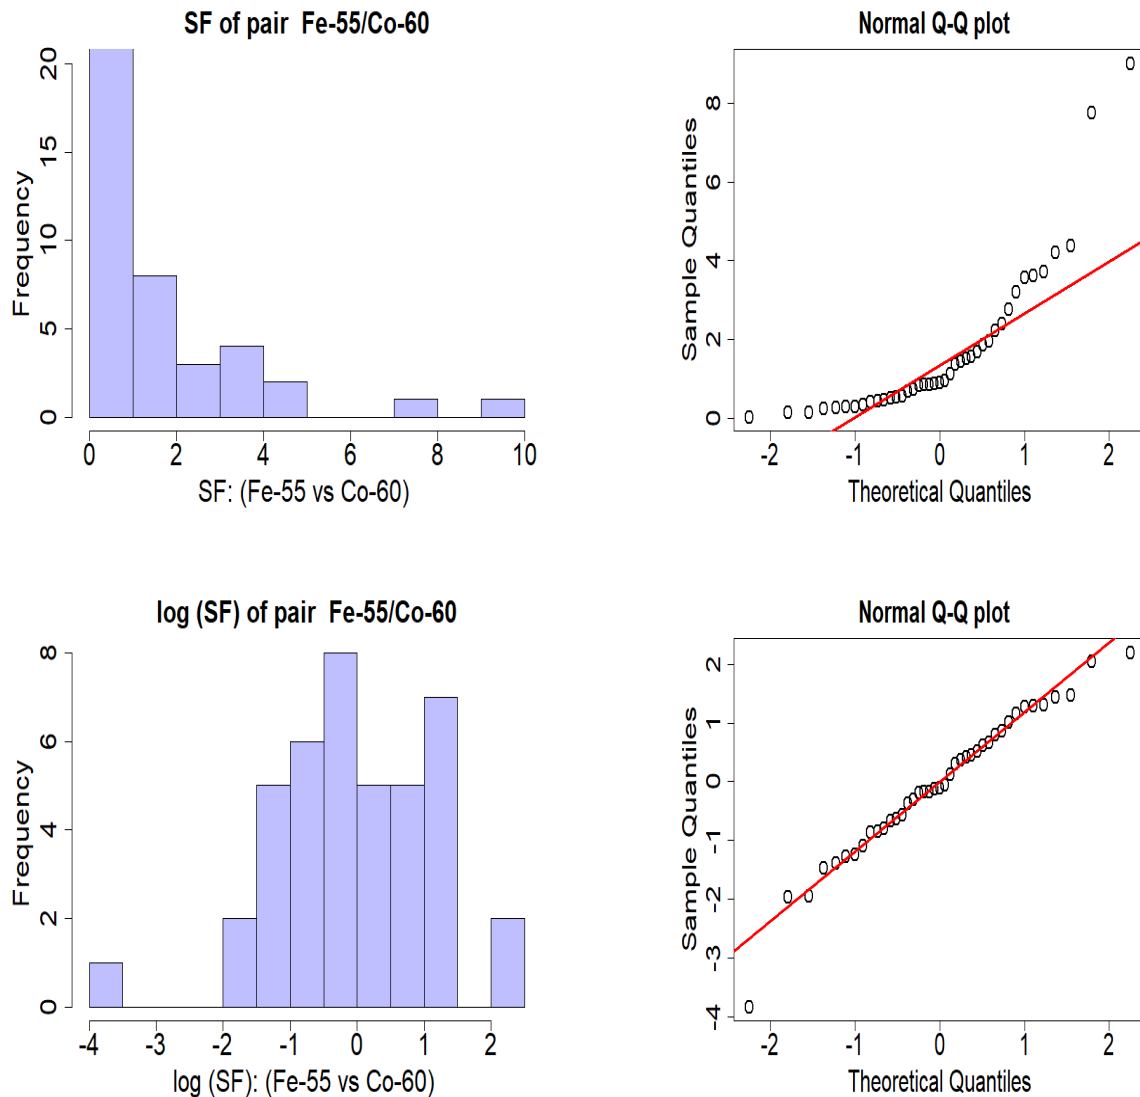 SF of pair Fe-55/Co-60
Frequency
0 5 10 15 20
0 2 4 6 8 10
SF: (Fe-55 vs Co-60)
Normal Q-Q plot
Sample Quantiles
0 2 4 6 8
-2 -1 0 1 2
Theoretical Quantiles
log (SF) of pair Fe-55/Co-60
Frequency
0 2 4 6 8
-4 -3 -2 -1 0 1 2
log (SF): (Fe-55 vs Co-60)
Normal Q-Q plot
Sample Quantiles
-4 -3 -2 -1 0 1 2
-2 -1 0 1 2
Theoretical Quantiles